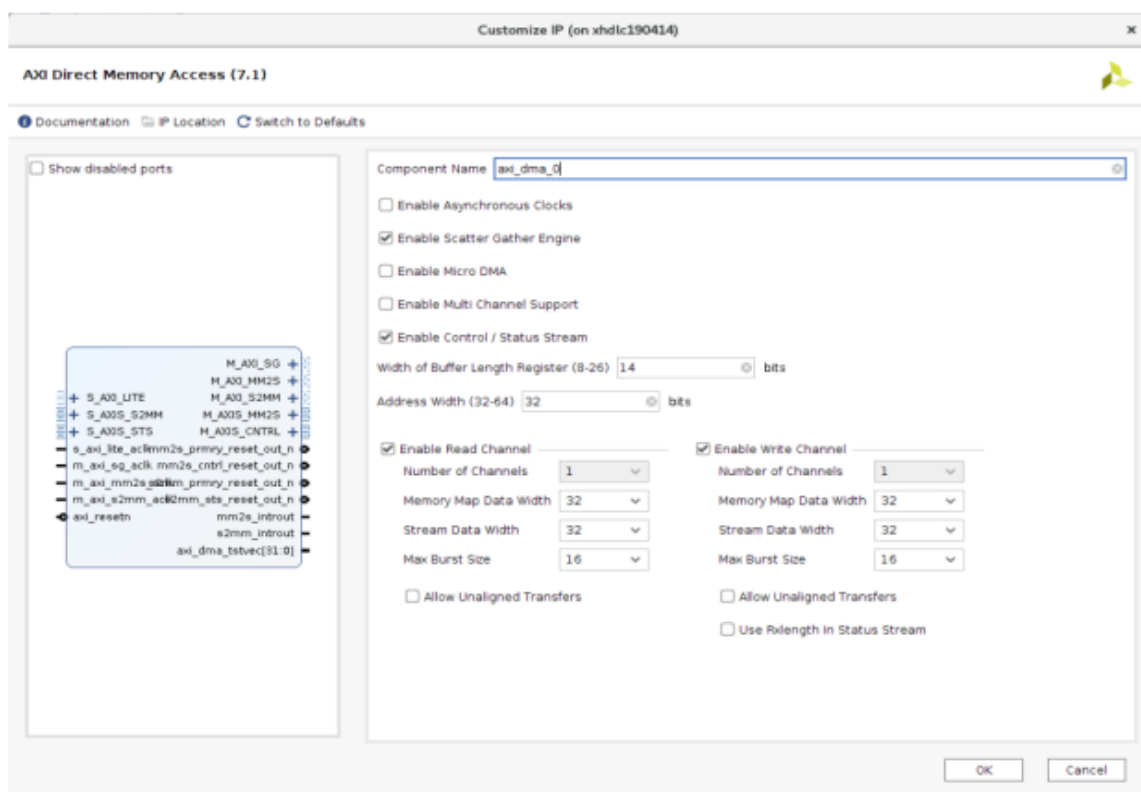 Customize IP (on xhdlc190414)
AXI Direct Memory Access (7.1)
Documentation IP Location Switch to Defaults
Show disabled ports
M_AXI_SG
M_AXI_MM2S
S_AXI_LITE M_AXI_S2MM
S_AXIS_S2MM M_AXIS_MM2S
S_AXIS_STS M_AXIS_CNTRL
s_axi_lite_aclk mm2s_prmry_reset_out_n
m_axi_sg_aclk mm2s_cntrl_reset_out_n
m_axi_mm2s_prmry_reset_out_n
m_axi_s2mm_sts_reset_out_n
axi_resetn mm2s_introut
s2mm_introut
axi_dma_tstvec[31:0]
Component Name axi_dma_0
Enable Asynchronous Clocks
Enable Scatter Gather Engine
Enable Micro DMA
Enable Multi Channel Support
Enable Control / Status Stream
Width of Buffer Length Register (8-26) 14 bits
Address Width (32-64) 32 bits
Enable Read Channel
Number of Channels 1
Memory Map Data Width 32
Stream Data Width 32
Max Burst Size 16
Allow Unaligned Transfers
Enable Write Channel
Number of Channels 1
Memory Map Data Width 32
Stream Data Width 32
Max Burst Size 16
Allow Unaligned Transfers
Use Rxlength In Status Stream
OK Cancel